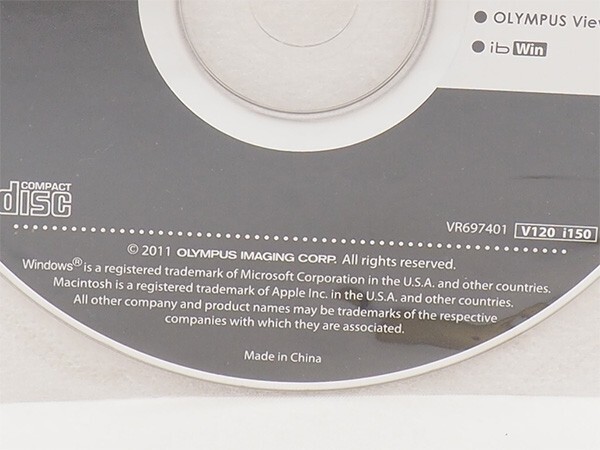 ● OLYMPUS Vie
● ib Win
COMPACT
disc
VR697401 V120 i150
© 2011 OLYMPUS IMAGING CORP. All rights reserved.
Windows® is a registered trademark of Microsoft Corporation in the U.S.A. and other countries.
Macintosh is a registered trademark of Apple Inc. in the U.S.A. and other countries.
All other company and product names may be trademarks of the respective
companies with which they are associated.
Made in China